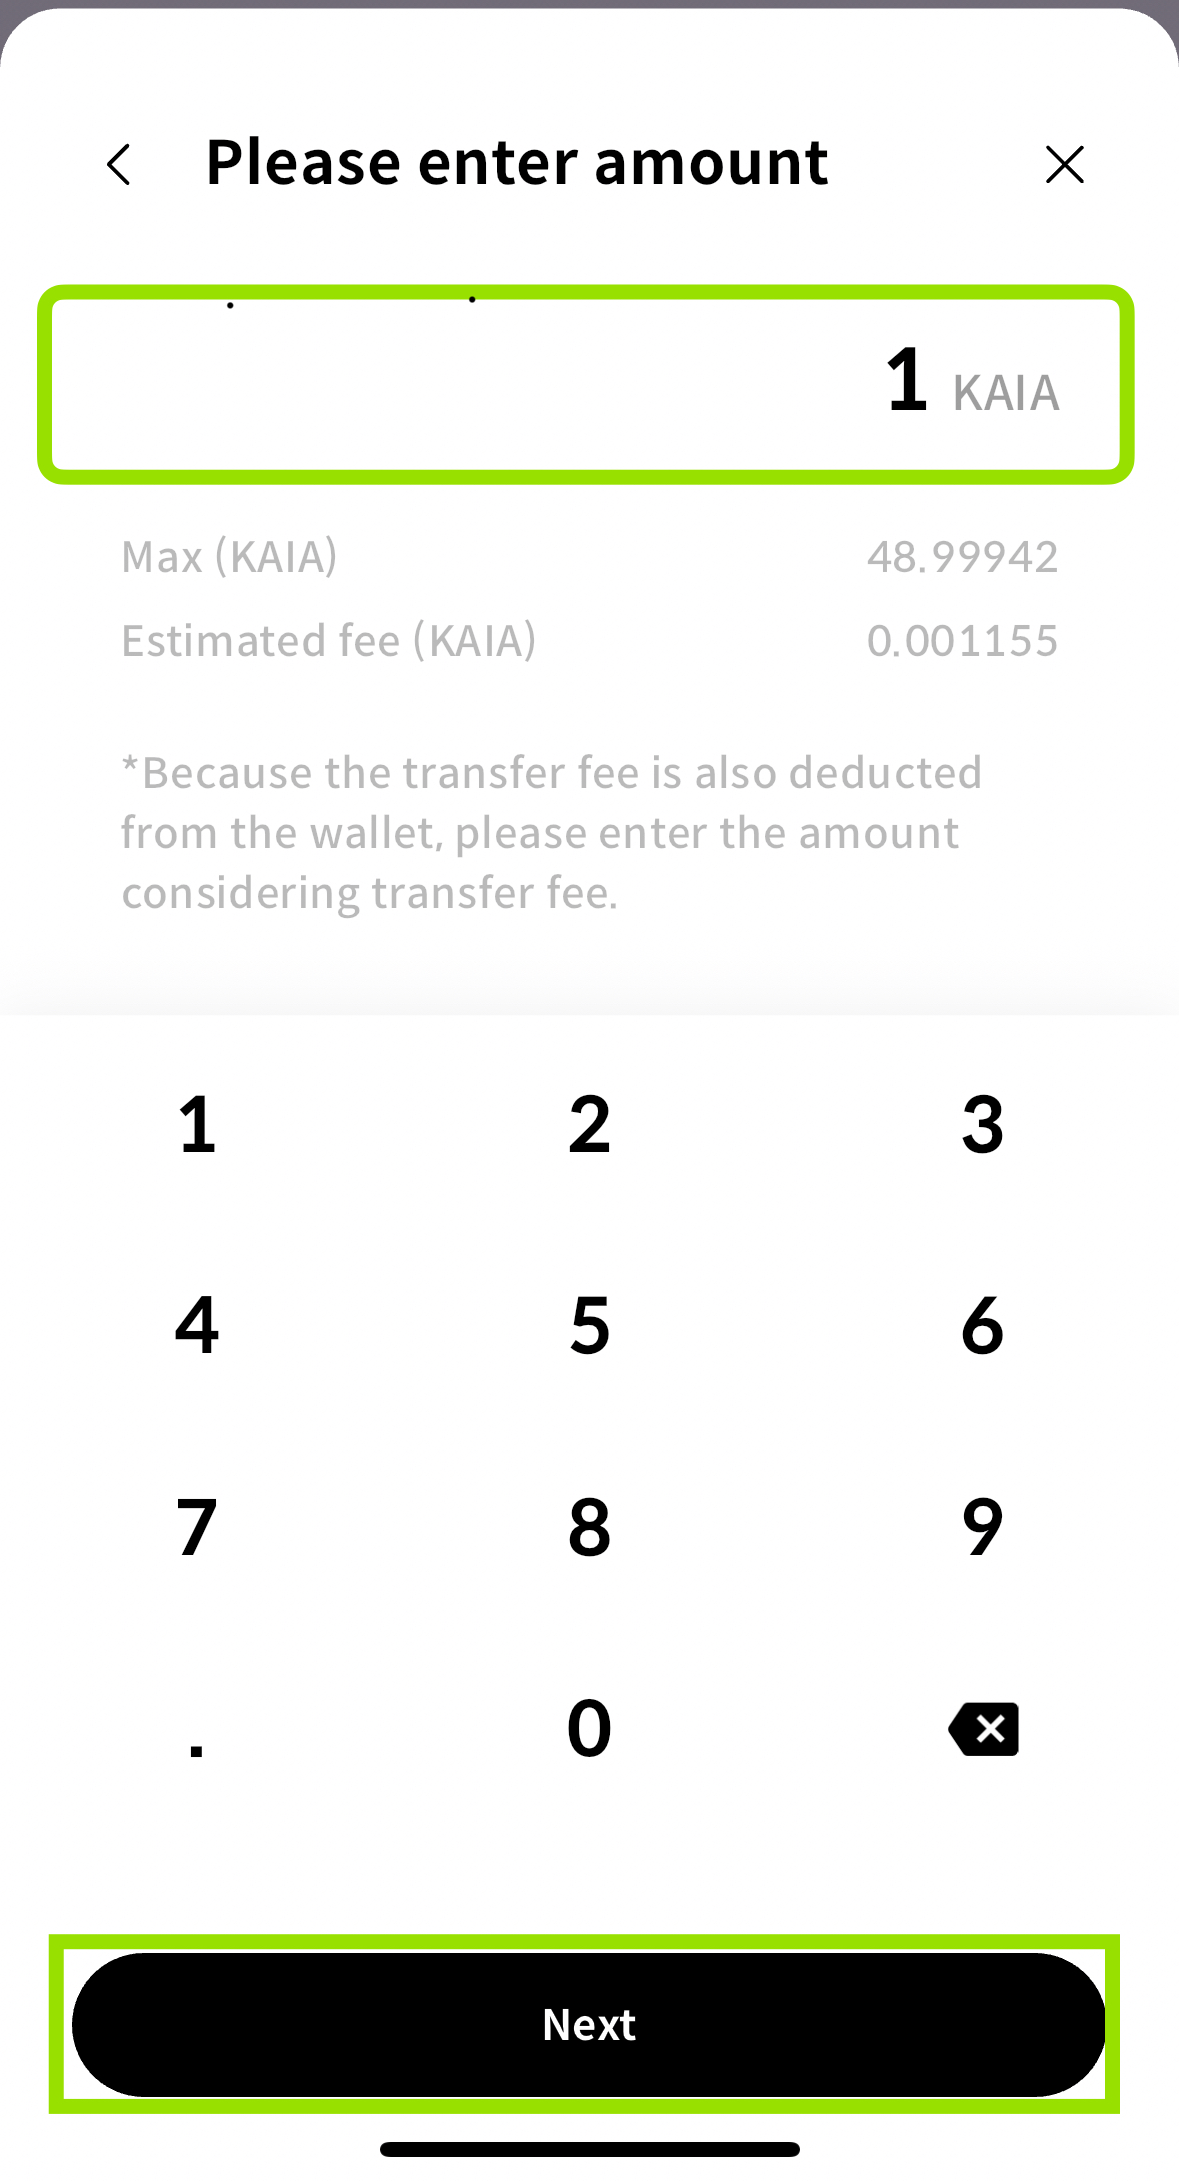 Please enter amount
1 KAIA
Max (KAIA) 48.99942
Estimated fee (KAIA) 0.001155
*Because the transfer fee is also deducted
from the wallet, please enter the amount
considering transfer fee.
1 2 3
4 5 6
7 8 9
. 0
Next